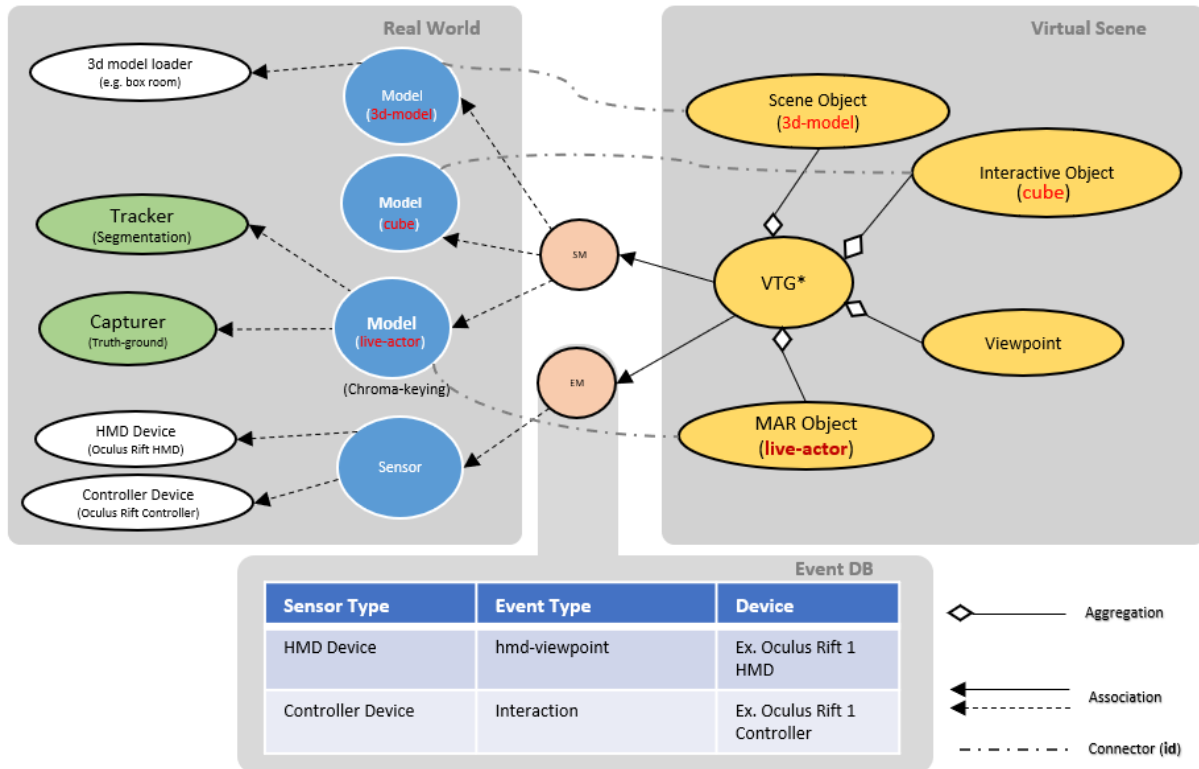 Real World
3d model loader
(e.g. box room)
Model
(3d-model)
Model
(cube)
Tracker
(Segmentation)
Capturer
(Truth-ground)
Model
(live-actor)
(Chroma-keying)
HMD Device
(Oculus Rift HMD)
Controller Device
(Oculus Rift Controller)
Sensor
SM
EM
Virtual Scene
Scene Object
(3d-model)
Interactive Object
(cube)
VTG*
Viewpoint
MAR Object
(live-actor)
Event DB
Sensor Type Event Type Device
HMD Device hmd-viewpoint Ex. Oculus Rift 1
HMD
Controller Device Interaction Ex. Oculus Rift 1
Controller
Aggregation
Association
Connector (id)